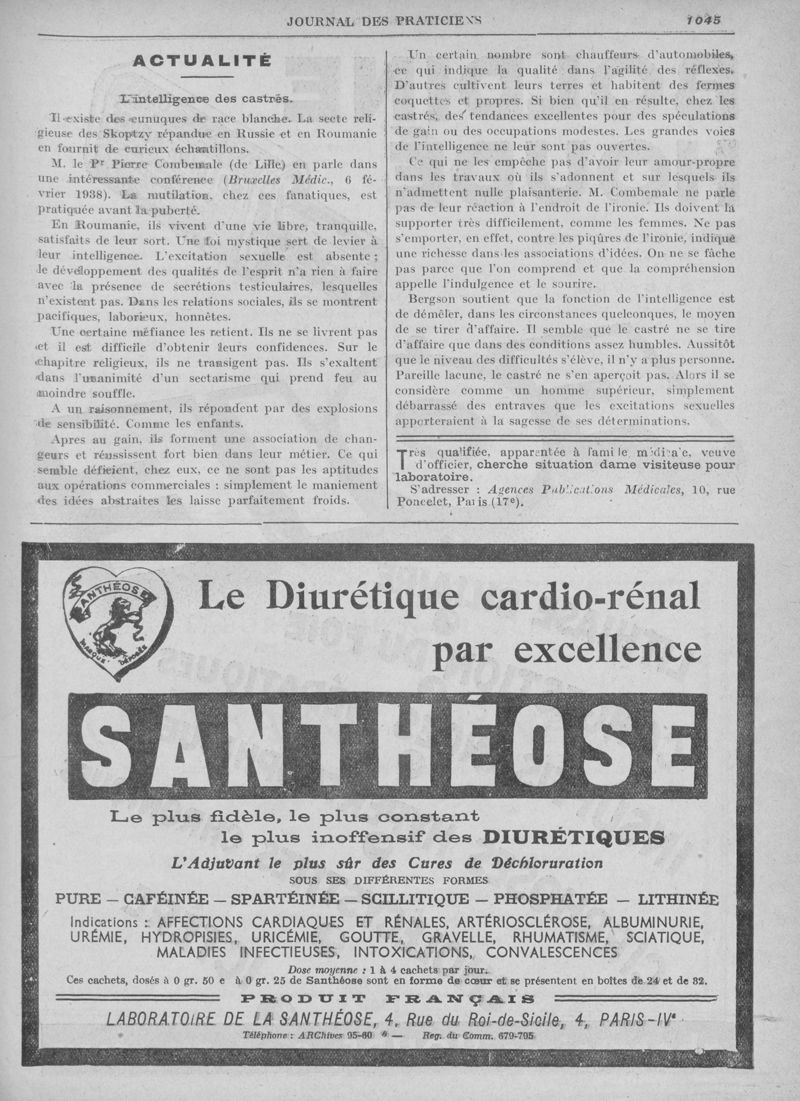 JOURNAL DES PRATICIENS
1045
ACTUALITÉ
L'intelligence des castrés.
Il existe des eunuques de race blanche. La secte reli-
gieuse des Skoptzy répandue en Russie et en Roumanie
en fournit de curieux échantillons.
M. le Pr Pierre Combemale (de Lille) en parle dans
une intéressante conférence (Bruxelles Médic., 6 fé-
vrier 1938). La mutilation, chez ces fanatiques, est
pratiquée avant la puberté.
En Roumanie, ils vivent d'une vie libre, tranquille,
satisfaits de leur sort. Une foi mystique sert de levier à
leur intelligence. L'excitation sexuelle est absente ;
le développement des qualités de l'esprit n'a rien à faire
avec la présence de secrétions testiculaires, lesquelles
n'existent pas. Dans les relations sociales, ils se montrent
pacifiques, laborieux, honnêtes.
Une certaine méfiance les retient. Ils ne se livrent pas
et il est difficile d'obtenir leurs confidences. Sur le
chapitre religieux, ils ne transigent pas. Ils s'exaltent
dans l'unanimité d'un sectarisme qui prend feu au
moindre souffle.
A un raisonnement, ils répondent par des explosions
de sensibilité. Comme les enfants.
Apres au gain, ils forment une association de chan-
geurs et réussissent fort bien dans leur métier. Ce qui
semble déficient, chez eux, ce ne sont pas les aptitudes
aux opérations commerciales : simplement le maniement
des idées abstraites les laisse parfaitement froids.
Un certain nombre sont chauffeurs d'automobiles,
ce qui indique la qualité dans l'agilité des réflexes.
D'autres cultivent leurs terres et habitent des fermes
coquettes et propres. Si bien qu'il en résulte, chez les
castrés, des tendances excellentes pour des spéculations
de gain ou des occupations modestes. Les grandes voies
de l'intelligence ne leur sont pas ouvertes.
Ce qui ne les empêche pas d'avoir leur amour-propre
dans les travaux où ils s'adonnent et sur lesquels ils
n'admettent nulle plaisanterie. M. Combemale ne parle
pas de leur réaction à l'endroit de l'ironie. Ils doivent la
supporter très difficilement, comme les femmes. Ne pas
s'emporter, en effet, contre les piqûres de l'ironie, indique
une richesse dans les associations d'idées. On ne se fâche
pas parce que l'on comprend et que la compréhension
appelle l'indulgence et le sourire.
Bergson soutient que la fonction de l'intelligence est
de démêler, dans les circonstances quelconques, le moyen
de se tirer d'affaire. Il semble que le castré ne se tire
d'affaire que dans des conditions assez humbles. Aussitôt
que le niveau des difficultés s'élève, il n'y a plus personne.
Pareille lacune, le castré ne s'en aperçoit pas. Alors il se
considère comme un homme supérieur, simplement
débarrassé des entraves que les excitations sexuelles
apporteraient à la sagesse de ses déterminations.
Très qualifiée, apparentée à famille médicale, veuve
d'officier, cherche situation dame visiteuse pour
laboratoire.
S'adresser : Agences Publications Médicales, 10, rue
Poncelet, Paris (17e).
SANTHÉOSE
MARQUE DÉPOSÉE
Le Diurétique cardio-rénal
par excellence
SANTHÉOSE
Le plus fidèle, le plus constant
le plus inoffensif des DIURÉTIQUES
L'Adjuvant le plus sûr des Cures de Déchloruration
SOUS SES DIFFÉRENTES FORMES
PURE — CAFÉINÉE — SPARTÉINÉE — SCILLITIQUE — PHOSPHATÉE — LITHINÉE
Indications : AFFECTIONS CARDIAQUES ET RÉNALES, ARTÉRIOSCLÉROSE, ALBUMINURIE,
URÉMIE, HYDROPISIES, URICÉMIE, GOUTTE, GRAVELLE, RHUMATISME, SCIATIQUE,
MALADIES INFECTIEUSES, INTOXICATIONS, CONVALESCENCES
Dose moyenne : 1 à 4 cachets par jour.
Ces cachets, dosés à 0 gr. 50 e à 0 gr. 25 de Santhéose sont en forme de cœur et se présentent en boîtes de 24 et de 32.
PRODUIT FRANÇAIS
LABORATOIRE DE LA SANTHÉOSE, 4, Rue du Roi-de-Sicile, 4, PARIS-IVe
Téléphone : ARChives 95-60 — Reg. du Comm. 679-795